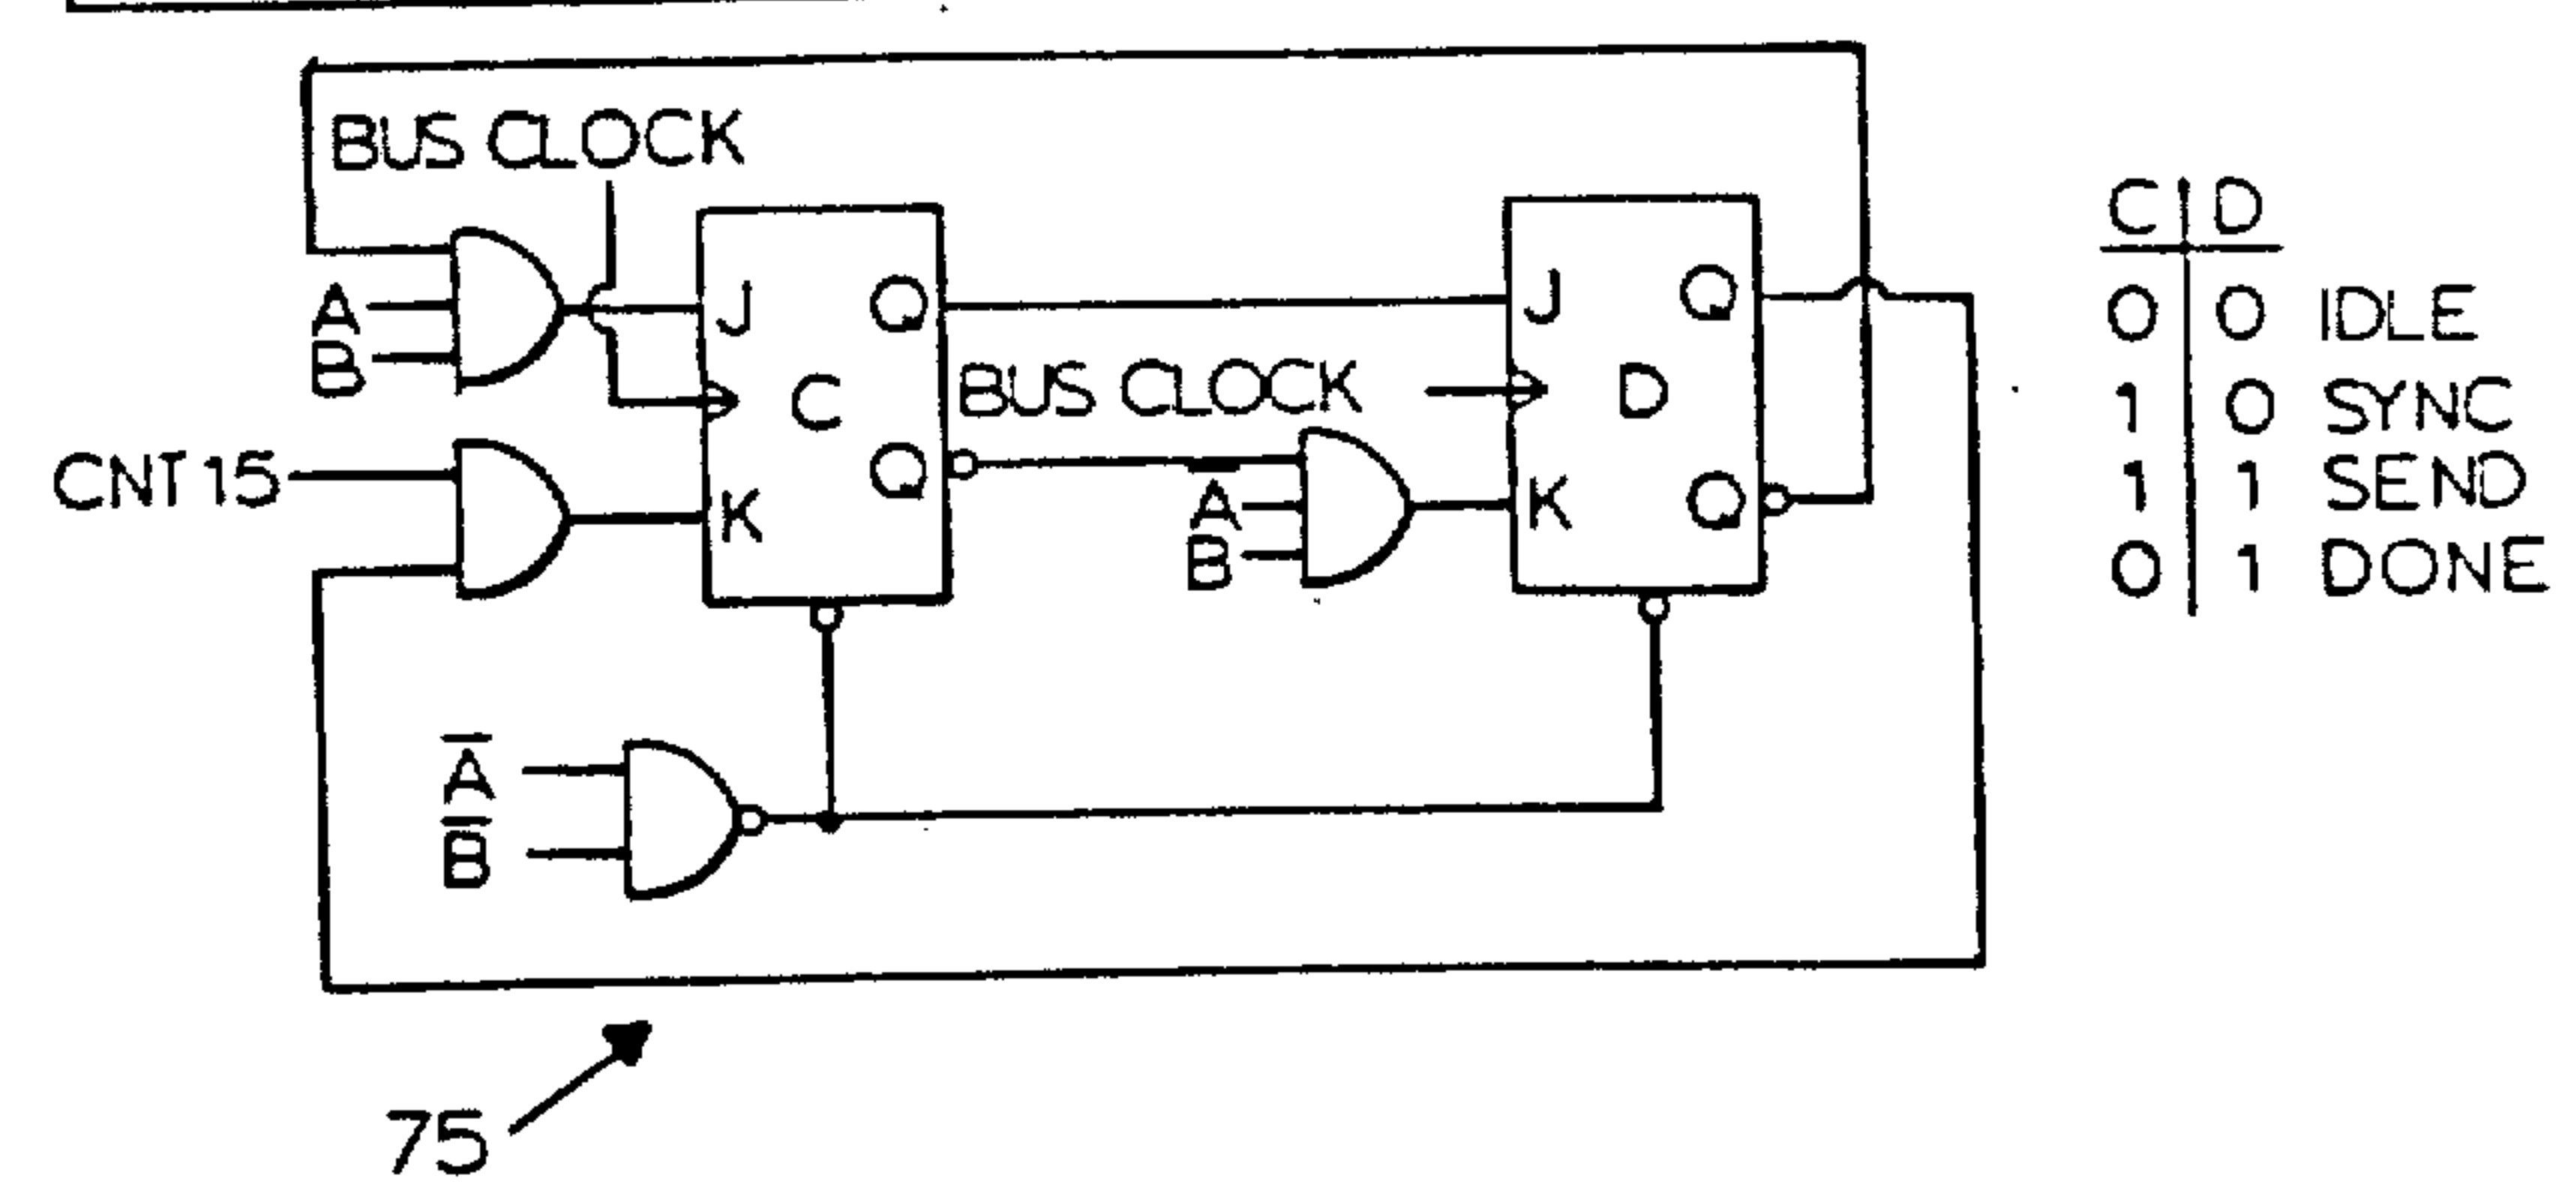 BUS CLOCK
A
B
J
Q
C
K
Q
CNT 15
BUS CLOCK
A̅
B
J
Q
D
K
Q
A̅
B̅
75
C D
0 0 IDLE
1 0 SYNC
1 1 SEND
0 1 DONE